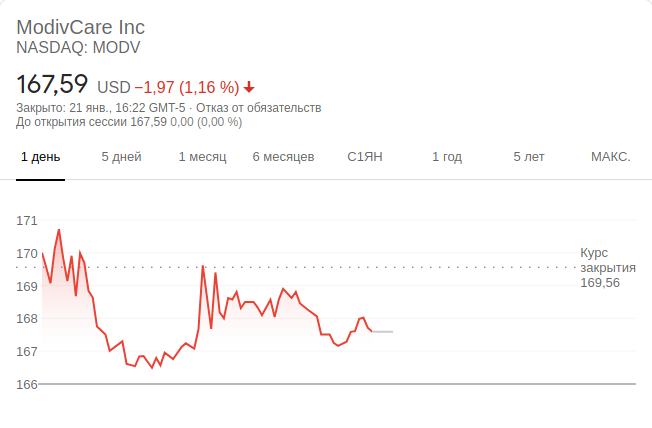 ModivCare Inc
NASDAQ: MODV
167,59 USD −1,97 (1,16 %)
Закрыто: 21 янв., 16:22 GMT-5 · Отказ от обязательств
До открытия сессии 167,59 0,00 (0,00 %)
1 день 5 дней 1 месяц 6 месяцев С1ЯН 1 год 5 лет МАКС.
171
170
169
168
167
166
Курс
закрытия
169,56